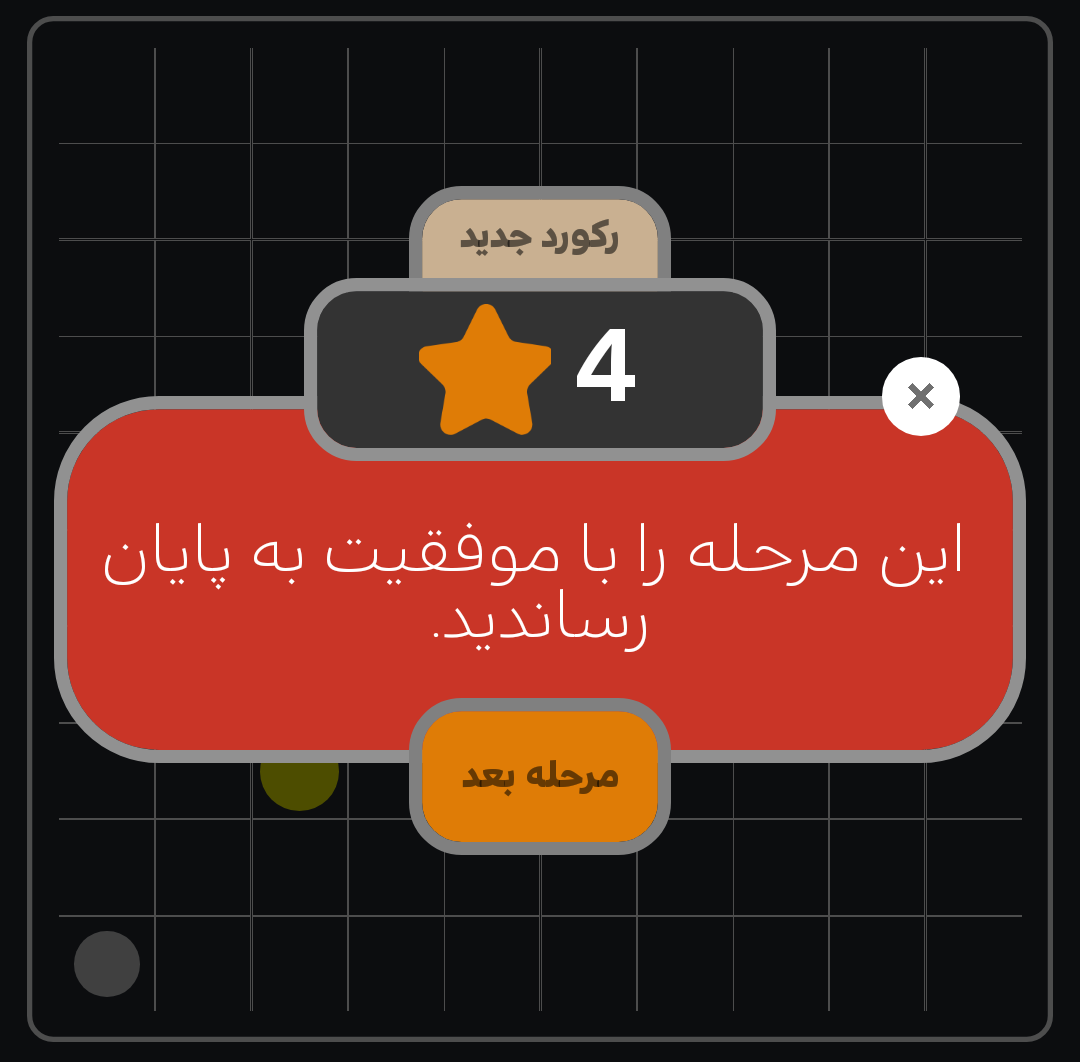 رکورد جدید
4
×
این مرحله را با موفقیت به پایان
رساندید.
مرحله بعد